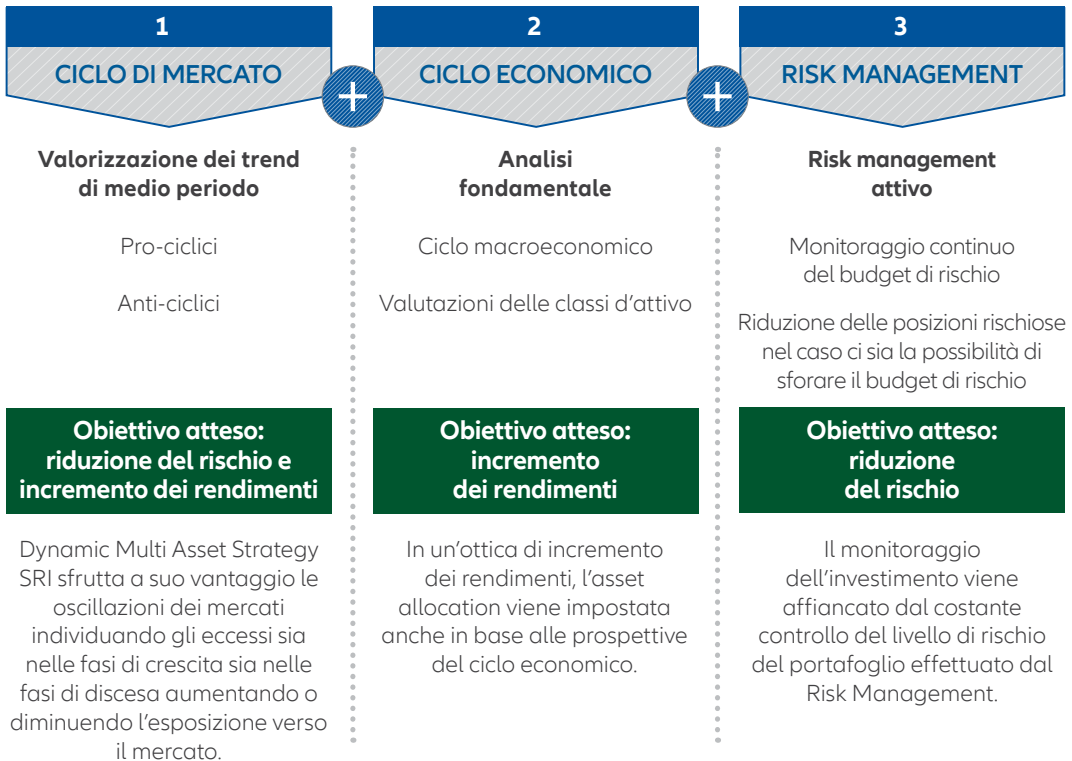 1
CICLO DI MERCATO
Valorizzazione dei trend
di medio periodo
Pro-ciclici
Anti-ciclici
Obiettivo atteso:
riduzione del rischio e
incremento dei rendimenti
Dynamic Multi Asset Strategy
SRI sfrutta a suo vantaggio le
oscillazioni dei mercati
individuando gli eccessi sia
nelle fasi di crescita sia nelle
fasi di discesa aumentando o
diminuendo l’esposizione verso
il mercato.
+
2
CICLO ECONOMICO
Analisi
fondamentale
Ciclo macroeconomico
Valutazioni delle classi d’attivo
Obiettivo atteso:
incremento
dei rendimenti
In un’ottica di incremento
dei rendimenti, l’asset
allocation viene impostata
anche in base alle prospettive
del ciclo economico.
+
3
RISK MANAGEMENT
Risk management
attivo
Monitoraggio continuo
del budget di rischio
Riduzione delle posizioni rischiose
nel caso ci sia la possibilità di
sforare il budget di rischio
Obiettivo atteso:
riduzione
del rischio
Il monitoraggio
dell’investimento viene
affiancato dal costante
controllo del livello di rischio
del portafoglio effettuato dal
Risk Management.